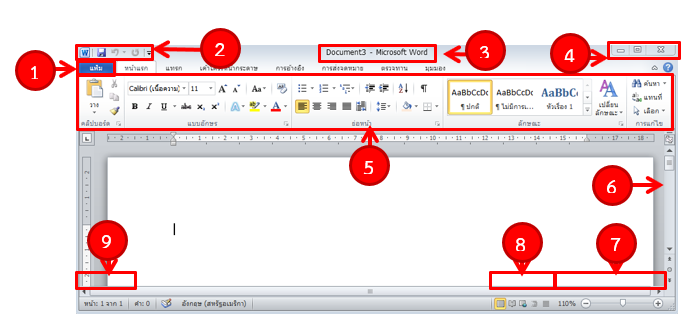 2
Document3 - Microsoft Word
3
4
1
แฟ้ม หน้าแรก แทรก เค้าโครงหน้ากระดาษ การอ้างอิง การส่งจดหมาย ตรวจทาน มุมมอง
วาง
คลิปบอร์ด
Calibri (เนื้อความ) 11 A A Aa
B I U abc x₂ x² A ab A
แบบอักษร
ย่อหน้า
AaBbCcDc AaBbCcDc AaBbC
¶ ปกติ ¶ ไม่มีการเ... หัวเรื่อง 1
เปลี่ยน
ลักษณะ
ลักษณะ
ค้นหา
แทนที่
เลือก
การแก้ไข
5
6
9
8
7
หน้า: 1 จาก 1 คำ: 0 อังกฤษ (สหรัฐอเมริกา) 110%